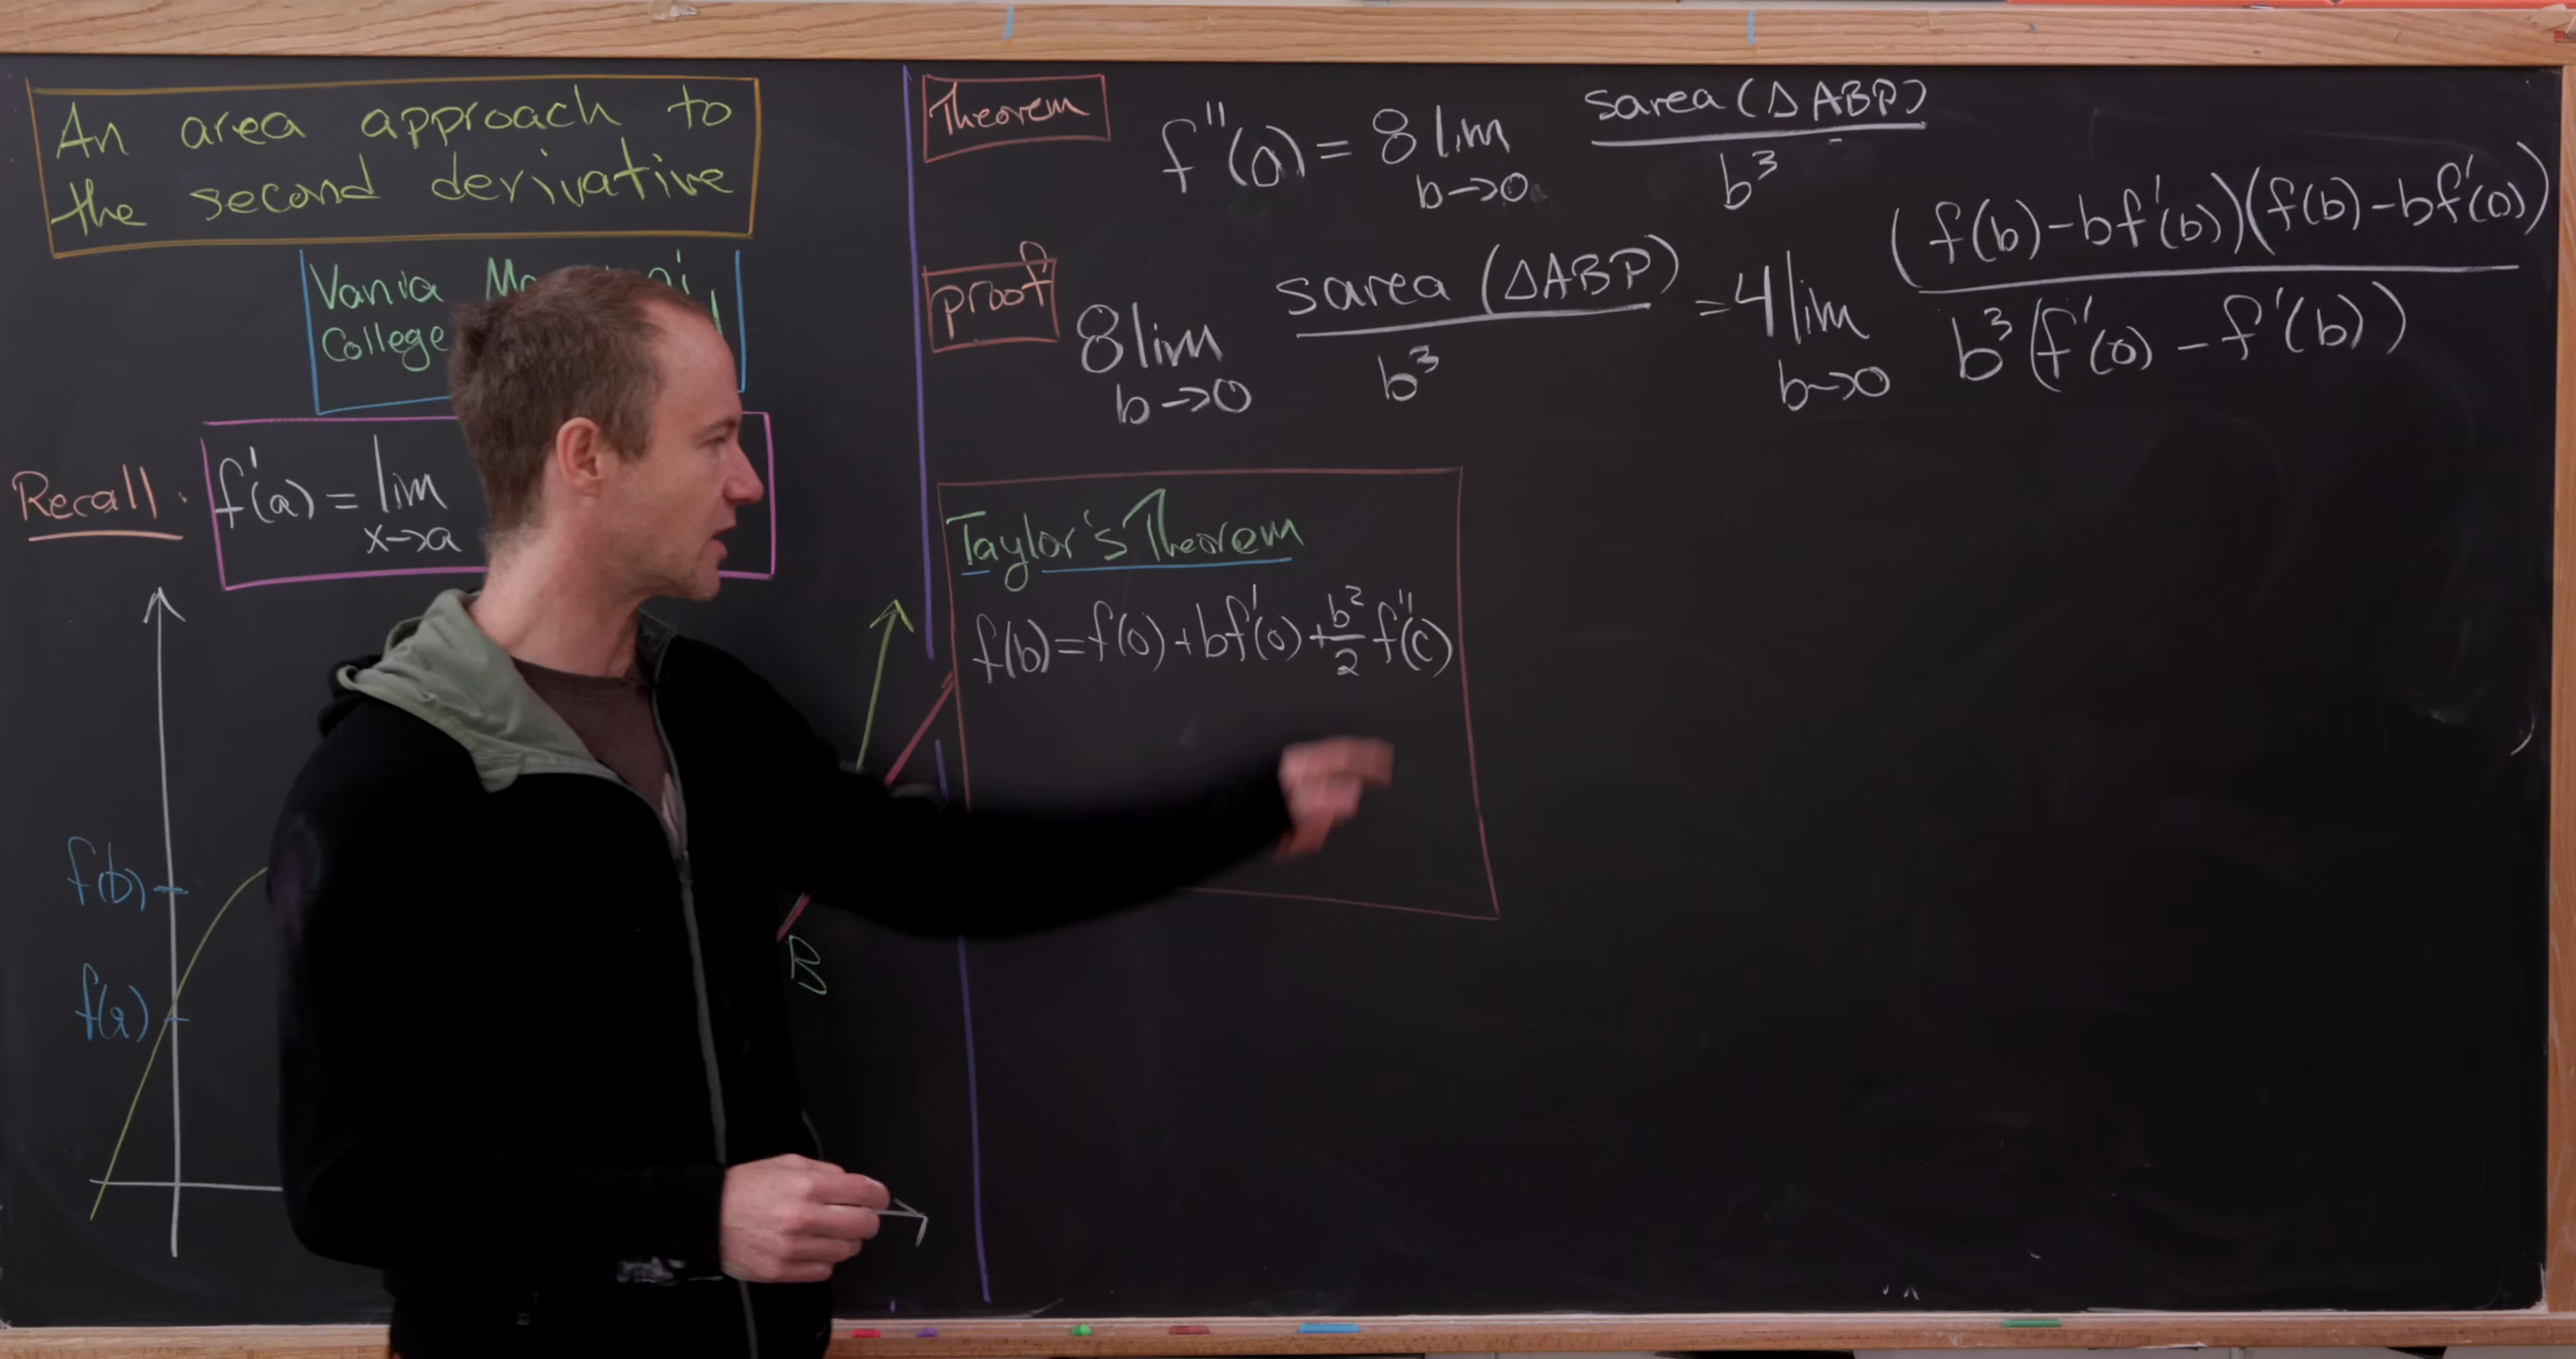 An area approach to
the second derivative
Vania
College
Recall
f'(a) = lim
x→a
f(b)
f(a)
B
Theorem
f''(0) = 8 lim b→0 sarea (△ABP) / b³
proof
8 lim b→0 sarea (△ABP) / b³ = 4 lim b→0 (f(b)-bf'(b))(f(b)-bf'(0)) / b³(f'(0) - f'(b))
Taylor's Theorem
f(b) = f(0) + bf'(0) + b²/2 f''(c)